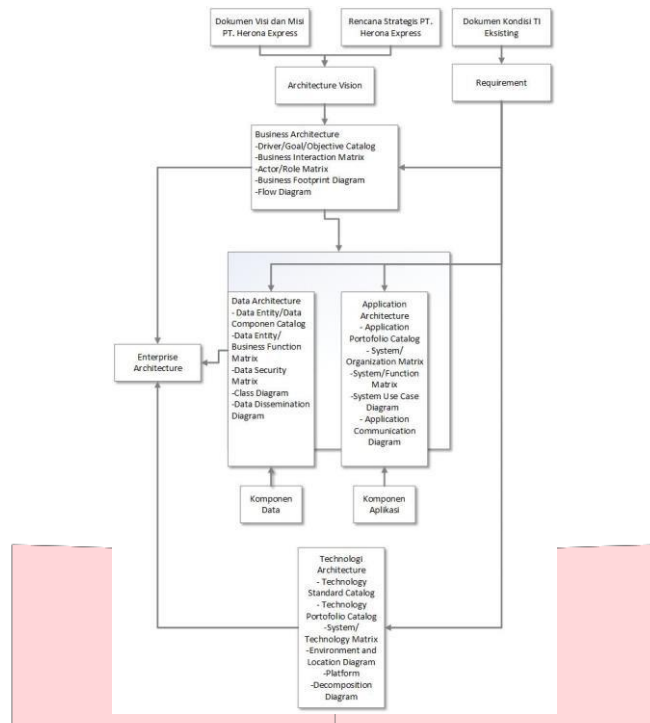 Dokumen Visi dan Misi
PT. Herona Express
Rencana Strategis PT.
Herona Express
Dokumen Kondisi TI
Eksisting
Architecture Vision
Requirement
Business Architecture
-Driver/Goal/Objective Catalog
-Business Interaction Matrix
-Actor/Role Matrix
-Business Footprint Diagram
-Flow Diagram
Data Architecture
- Data Entity/Data
Componen Catalog
-Data Entity/
Business Function
Matrix
-Data Security
Matrix
-Class Diagram
-Data Dissemination
Diagram
Application
Architecture
- Application
Portofolio Catalog
- System/
Organization Matrix
-System/Function
Matrix
-System Use Case
Diagram
- Application
Communication
Diagram
Enterprise
Architecture
Komponen
Data
Komponen
Aplikasi
Technologi
Architecture
- Technology
Standard Catalog
- Technology
Portofolio Catalog
-System/
Technology Matrix
-Environment and
Location Diagram
-Platform
-Decomposition
Diagram